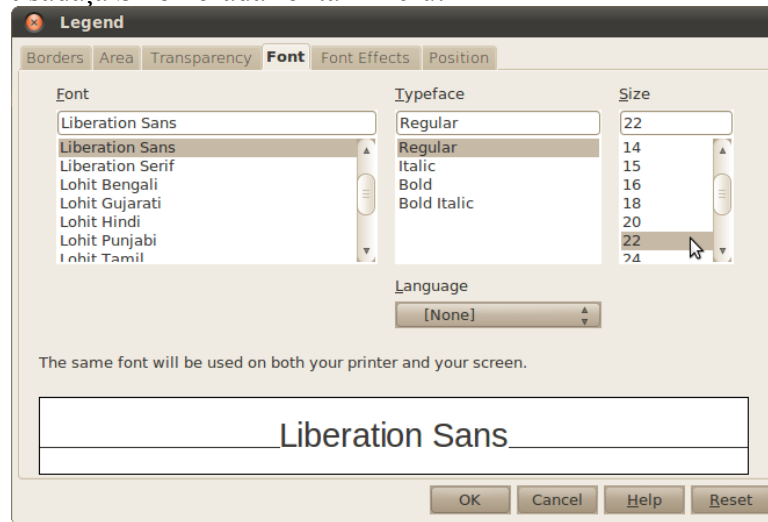 Legend
Borders Area Transparency Font Font Effects Position
Font Typeface Size
Liberation Sans Regular 22
Liberation Sans Regular 14
Liberation Serif Italic 15
Lohit Bengali Bold 16
Lohit Gujarati Bold Italic 18
Lohit Hindi 20
Lohit Punjabi 22
Lohit Tamil 24
Language
[None]
The same font will be used on both your printer and your screen.
Liberation Sans
OK Cancel Help Reset